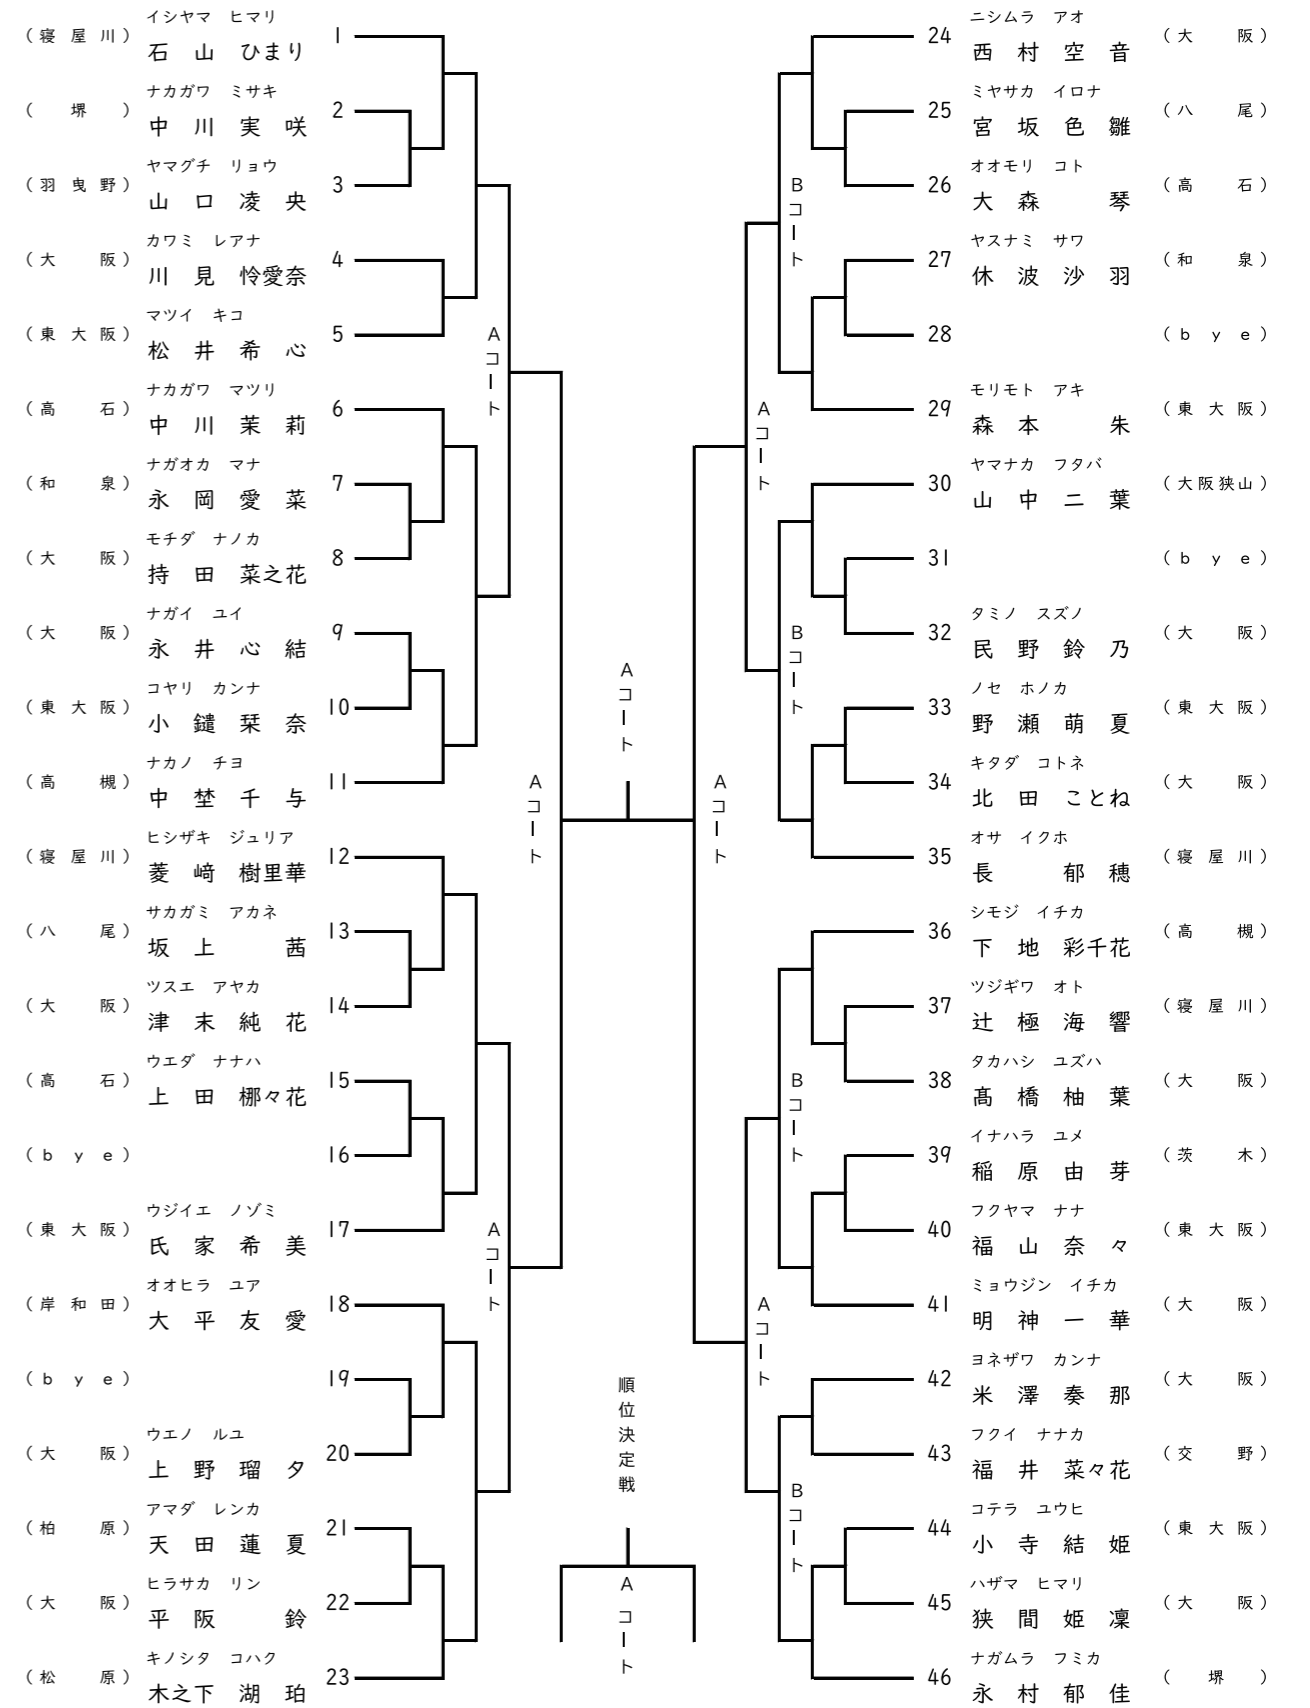 イシヤマ ヒマリ
(寝屋川) 石山 ひまり 1
ナカガワ ミサキ
(堺) 中川実咲 2
ヤマグチ リョウ
(羽曳野) 山口凌央 3
カワミ レアナ
(大阪) 川見 怜愛奈 4
マツイ キコ
(東大阪) 松井希心 5
ナカガワ マツリ
(高石) 中川茉莉 6
ナガオカ マナ
(和泉) 永岡愛菜 7
モチダ ナノカ
(大阪) 持田 菜之花 8
ナガイ ユイ
(大阪) 永井心結 9
コヤリ カンナ
(東大阪) 小鑓栞奈 10
ナカノ チヨ
(高槻) 中埜千与 11
ヒシザキ ジュリア
(寝屋川) 菱﨑 樹里華 12
サカガミ アカネ
(八尾) 坂上 茜 13
ツスエ アヤカ
(大阪) 津末純花 14
ウエダ ナナハ
(高石) 上田 梛々花 15
(bye) 16
ウジイエ ノゾミ
(東大阪) 氏家希美 17
オオヒラ ユア
(岸和田) 大平友愛 18
(bye) 19
ウエノ ルユ
(大阪) 上野瑠夕 20
アマダ レンカ
(柏原) 天田蓮夏 21
ヒラサカ リン
(大阪) 平阪 鈴 22
キノシタ コハク
(松原) 木之下 湖珀 23
Aコート
Aコート
Aコート
Aコート
順位決定戦
Aコート
Aコート
Aコート
Aコート
Bコート
Bコート
Bコート
Bコート
ニシムラ アオ
24 西村空音 (大阪)
ミヤサカ イロナ
25 宮坂色雛 (八尾)
オオモリ コト
26 大森 琴 (高石)
ヤスナミ サワ
27 休波沙羽 (和泉)
28 (bye)
モリモト アキ
29 森本 朱 (東大阪)
ヤマナカ フタバ
30 山中二葉 (大阪狭山)
31 (bye)
タミノ スズノ
32 民野鈴乃 (大阪)
ノセ ホノカ
33 野瀬萌夏 (東大阪)
キタダ コトネ
34 北田 ことね (大阪)
オサ イクホ
35 長 郁穂 (寝屋川)
シモジ イチカ
36 下地 彩千花 (高槻)
ツジギワ オト
37 辻極海響 (寝屋川)
タカハシ ユズハ
38 髙橋柚葉 (大阪)
イナハラ ユメ
39 稲原由芽 (茨木)
フクヤマ ナナ
40 福山奈々 (東大阪)
ミョウジン イチカ
41 明神一華 (大阪)
ヨネザワ カンナ
42 米澤奏那 (大阪)
フクイ ナナカ
43 福井 菜々花 (交野)
コテラ ユウヒ
44 小寺結姫 (東大阪)
ハザマ ヒマリ
45 狭間姫凜 (大阪)
ナガムラ フミカ
46 永村郁佳 (堺)